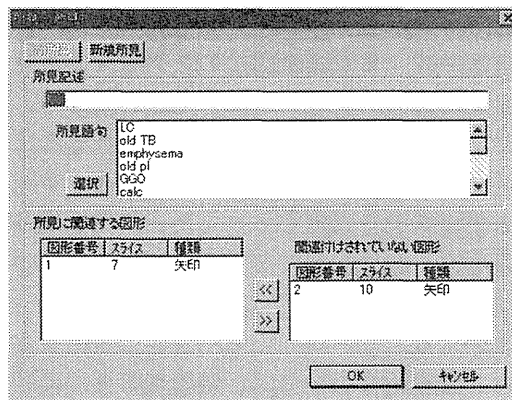 新規所見
所見記述
所見語句
LC
old TB
emphysema
old pl
GGO
calc
選択
所見に関連する図形
図形番号 スライス 種類
1 7 矢印
関連付けされていない図形
図形番号 スライス 種類
2 10 矢印
<<
>>
OK キャンセル